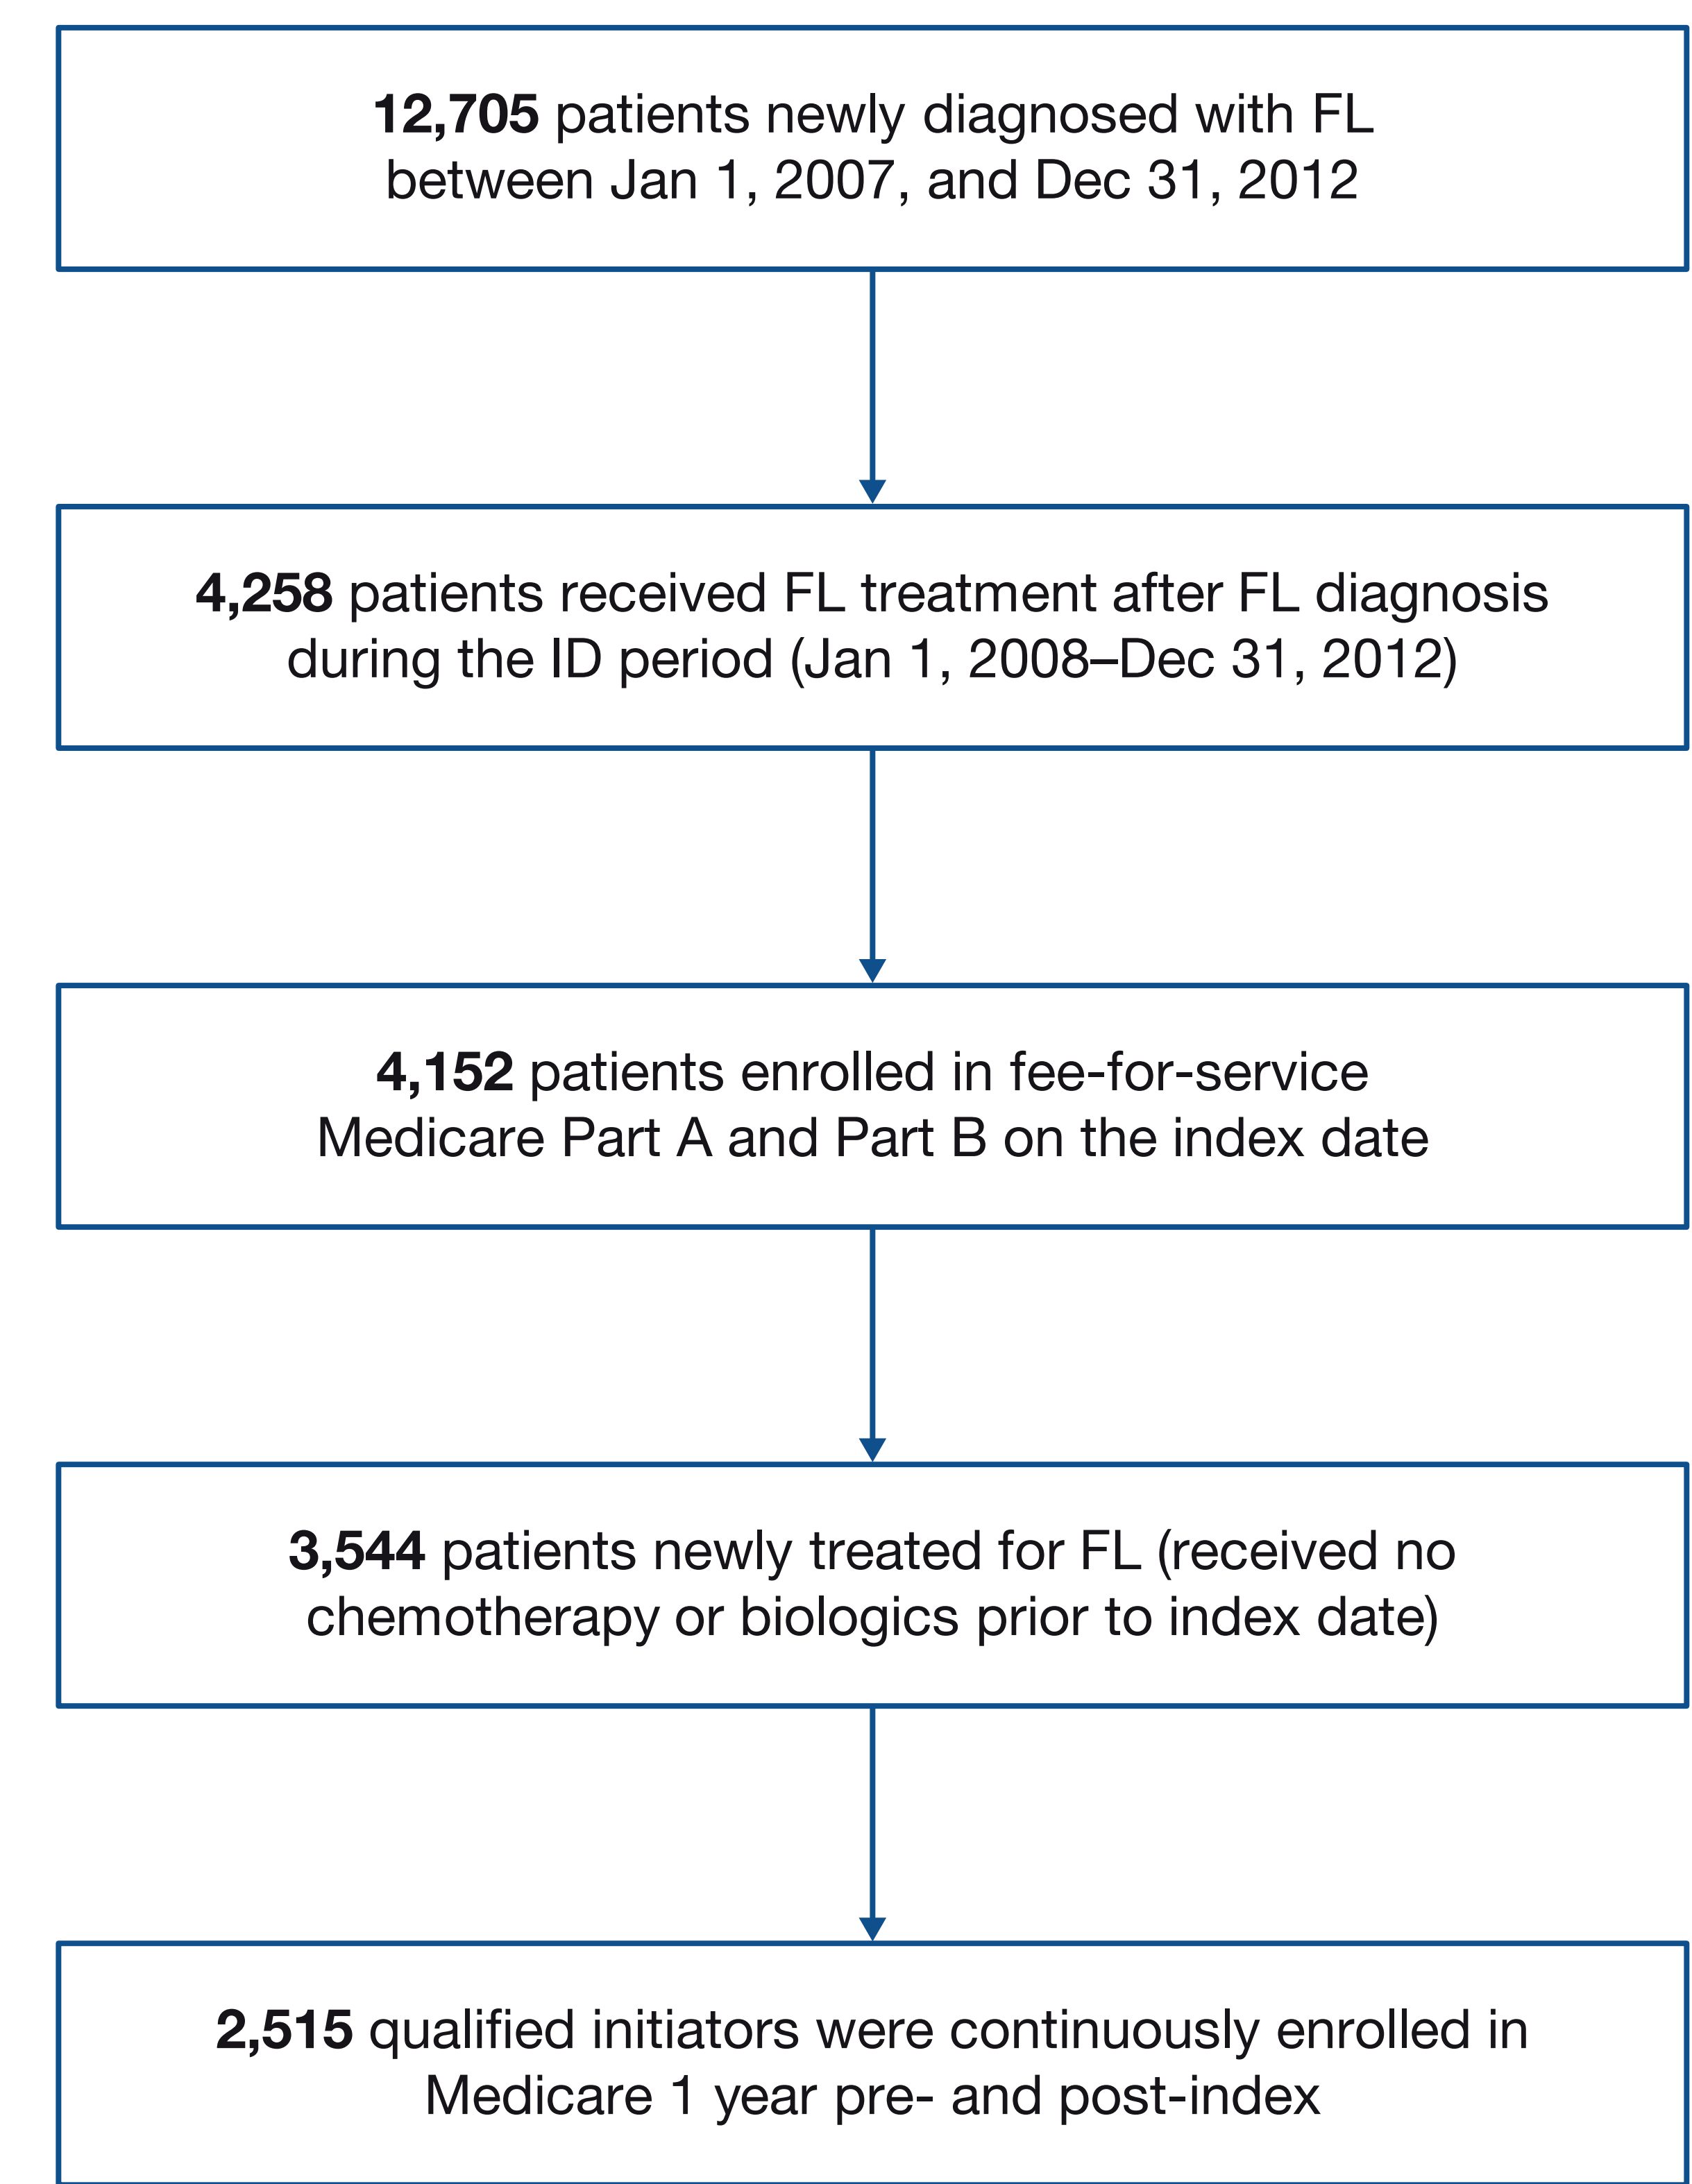 12,705 patients newly diagnosed with FL
between Jan 1, 2007, and Dec 31, 2012
4,258 patients received FL treatment after FL diagnosis
during the ID period (Jan 1, 2008–Dec 31, 2012)
4,152 patients enrolled in fee-for-service
Medicare Part A and Part B on the index date
3,544 patients newly treated for FL (received no
chemotherapy or biologics prior to index date)
2,515 qualified initiators were continuously enrolled in
Medicare 1 year pre- and post-index